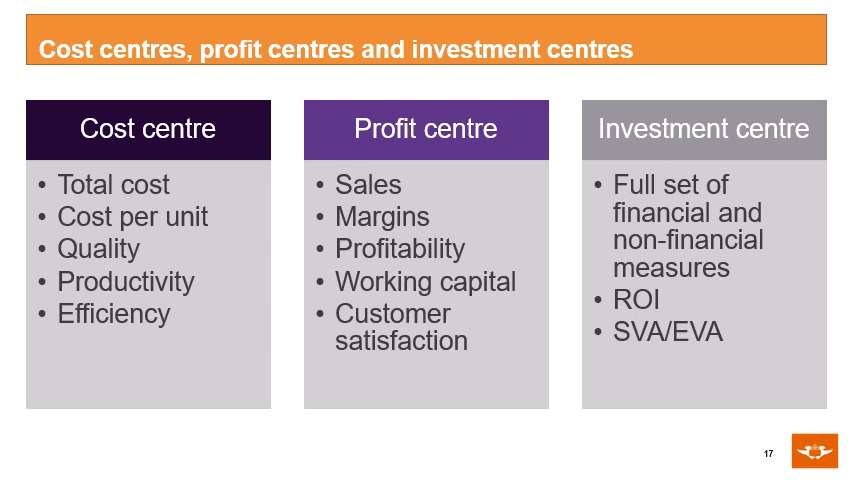 Cost centres, profit centres and investment centres
Cost centre
• Total cost
• Cost per unit
• Quality
• Productivity
• Efficiency
Profit centre
• Sales
• Margins
• Profitability
• Working capital
• Customer
satisfaction
Investment centre
• Full set of
financial and
non-financial
measures
• ROI
• SVA/EVA
17